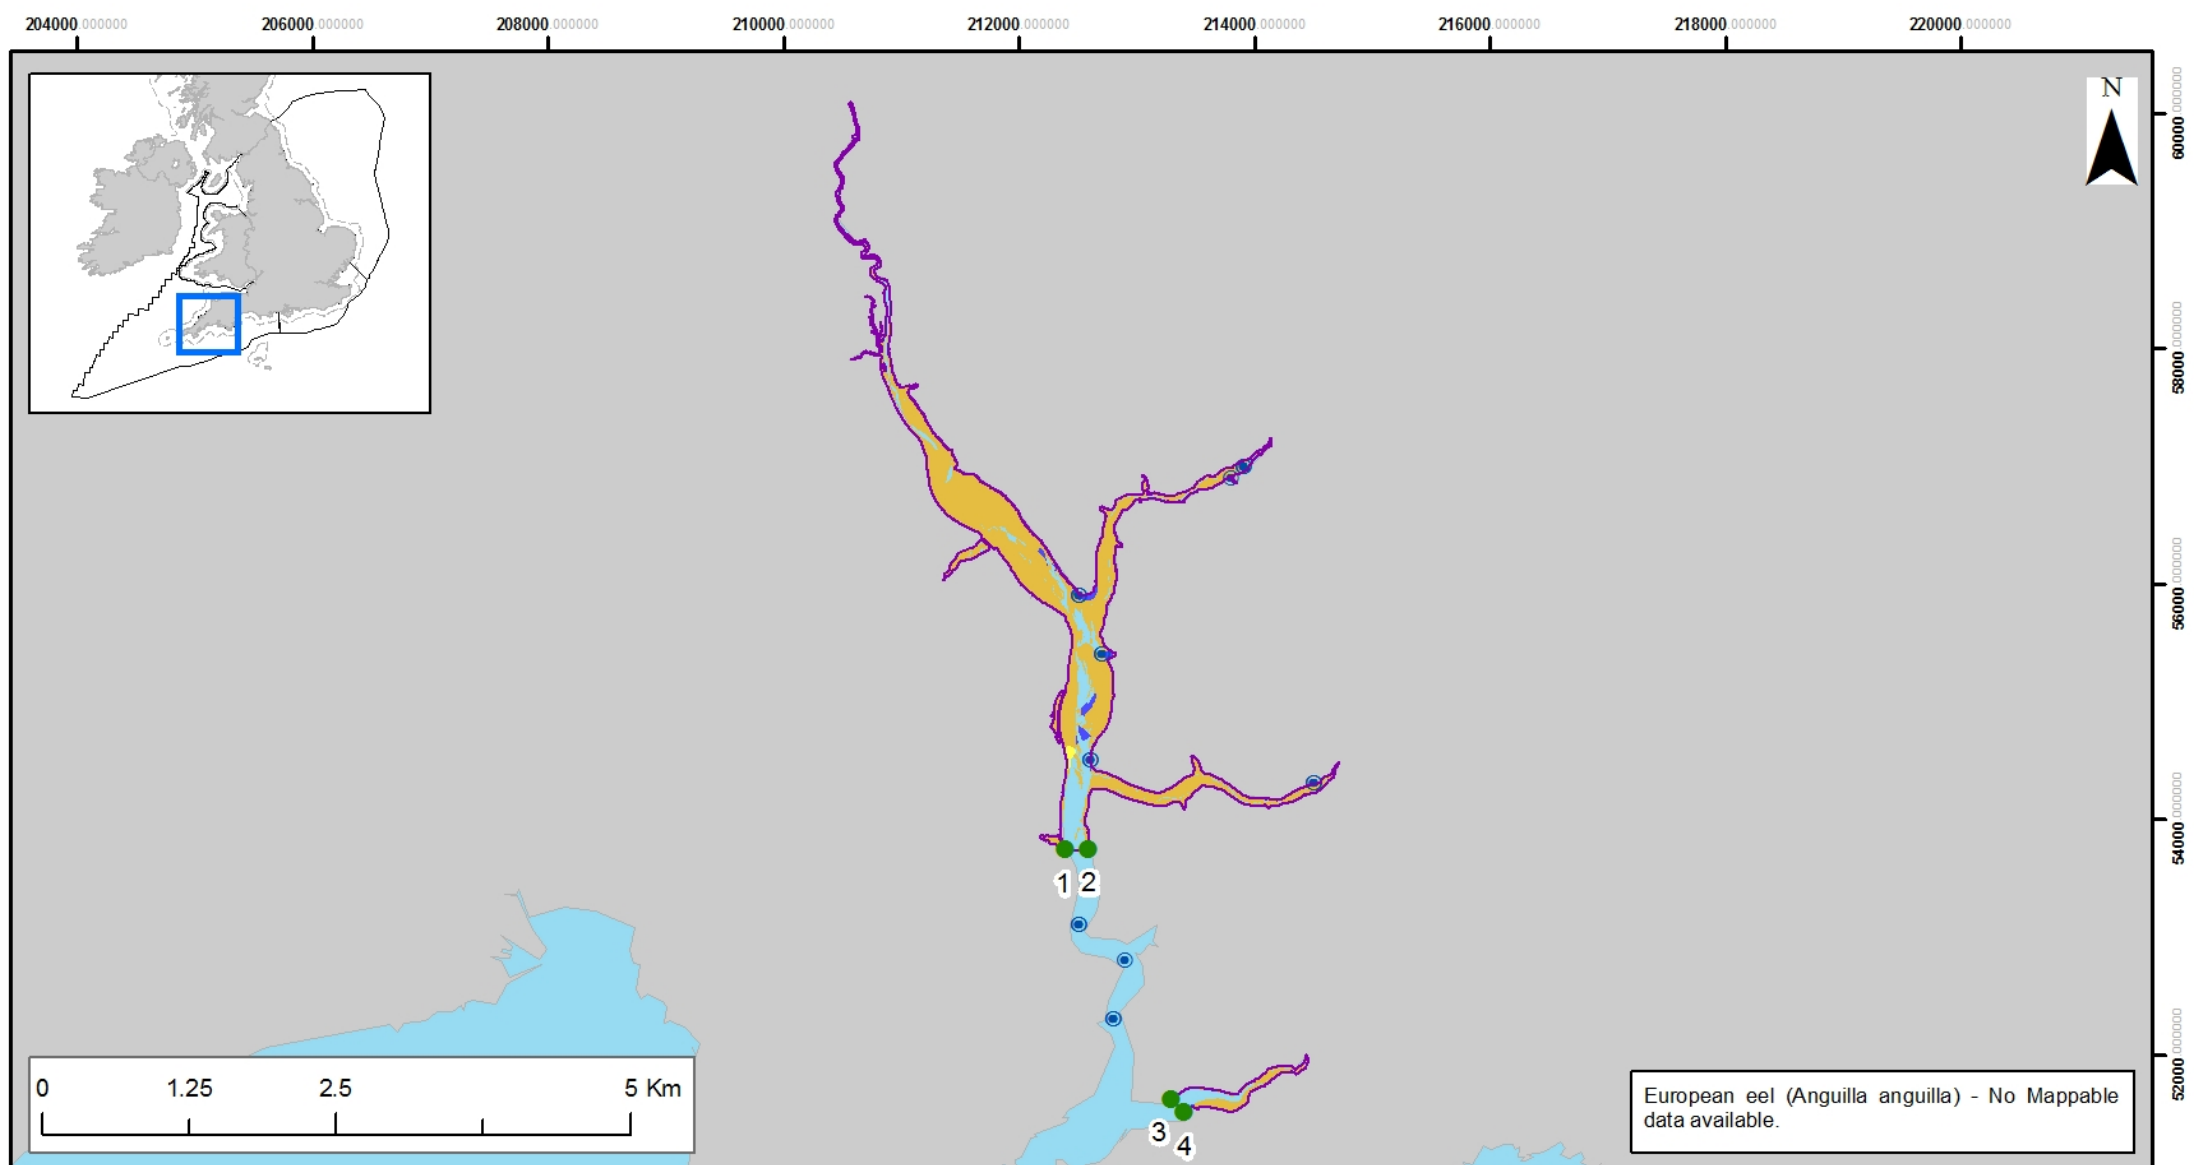 204000.000000 206000.000000 208000.000000 210000.000000 212000.000000 214000.000000 216000.000000 218000.000000 220000.000000
N
60000.000000
58000.000000
56000.000000
54000.000000
52000.000000
1 2
3
4
0 1.25 2.5 5 Km
European eel (Anguilla anguilla) - No Mappable
data available.